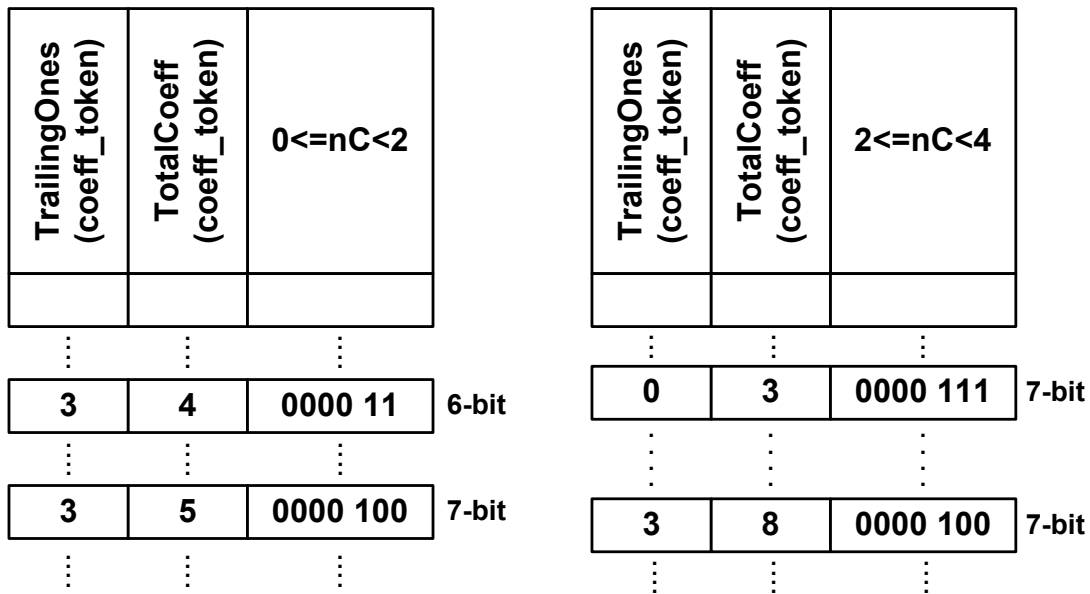 TrailingOnes
(coeff_token)
TotalCoeff
(coeff_token)
0<=nC<2
3 4 0000 11 6-bit
3 5 0000 100 7-bit
TrailingOnes
(coeff_token)
TotalCoeff
(coeff_token)
2<=nC<4
0 3 0000 111 7-bit
3 8 0000 100 7-bit